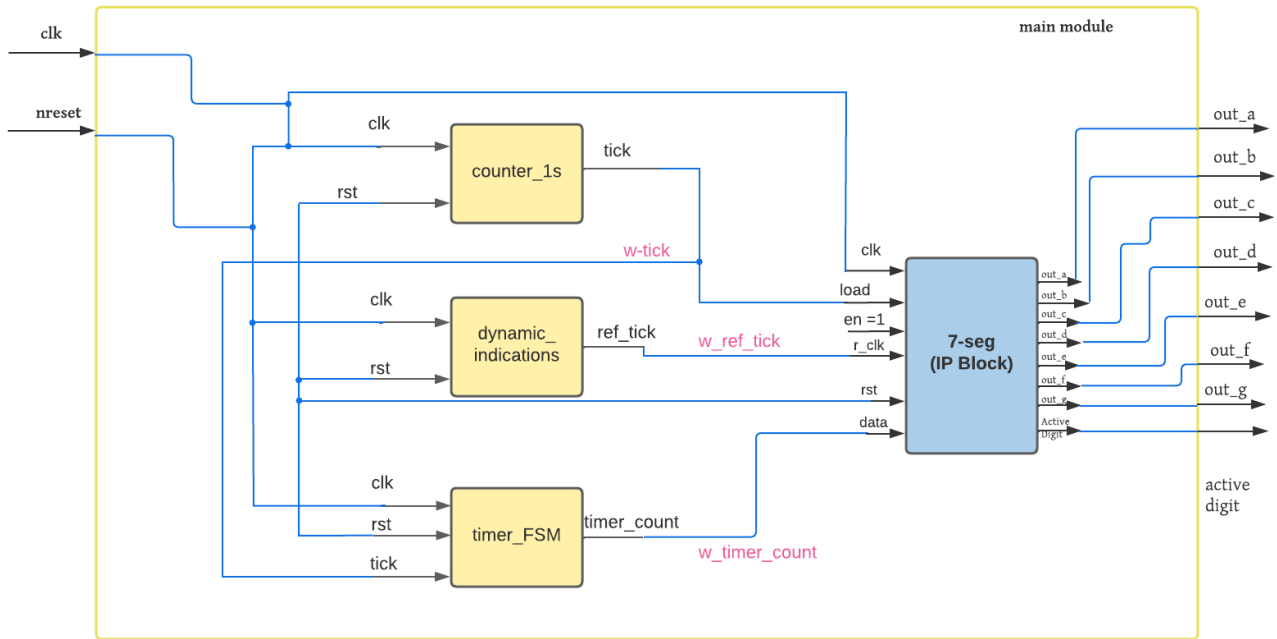 main module
clk
nreset
clk
rst
counter_1s
tick
w-tick
clk
rst
dynamic_
indications
ref_tick
w_ref_tick
clk
rst
tick
timer_FSM
timer_count
w_timer_count
clk
load
en =1
r_clk
rst
data
7-seg
(IP Block)
out_a
out_b
out_c
out_d
out_e
out_f
out_g
Active
Digit
out_a
out_b
out_c
out_d
out_e
out_f
out_g
active
digit